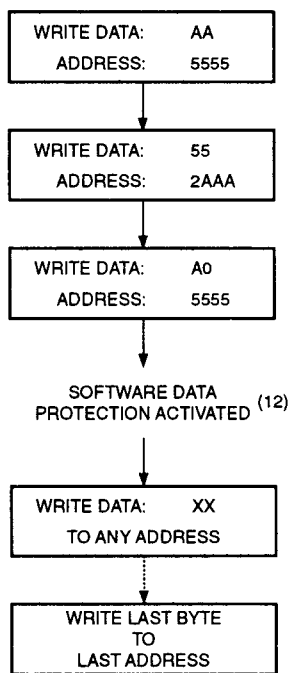 WRITE DATA: AA
ADDRESS: 5555
WRITE DATA: 55
ADDRESS: 2AAA
WRITE DATA: A0
ADDRESS: 5555
SOFTWARE DATA
PROTECTION ACTIVATED (12)
WRITE DATA: XX
TO ANY ADDRESS
WRITE LAST BYTE
TO
LAST ADDRESS